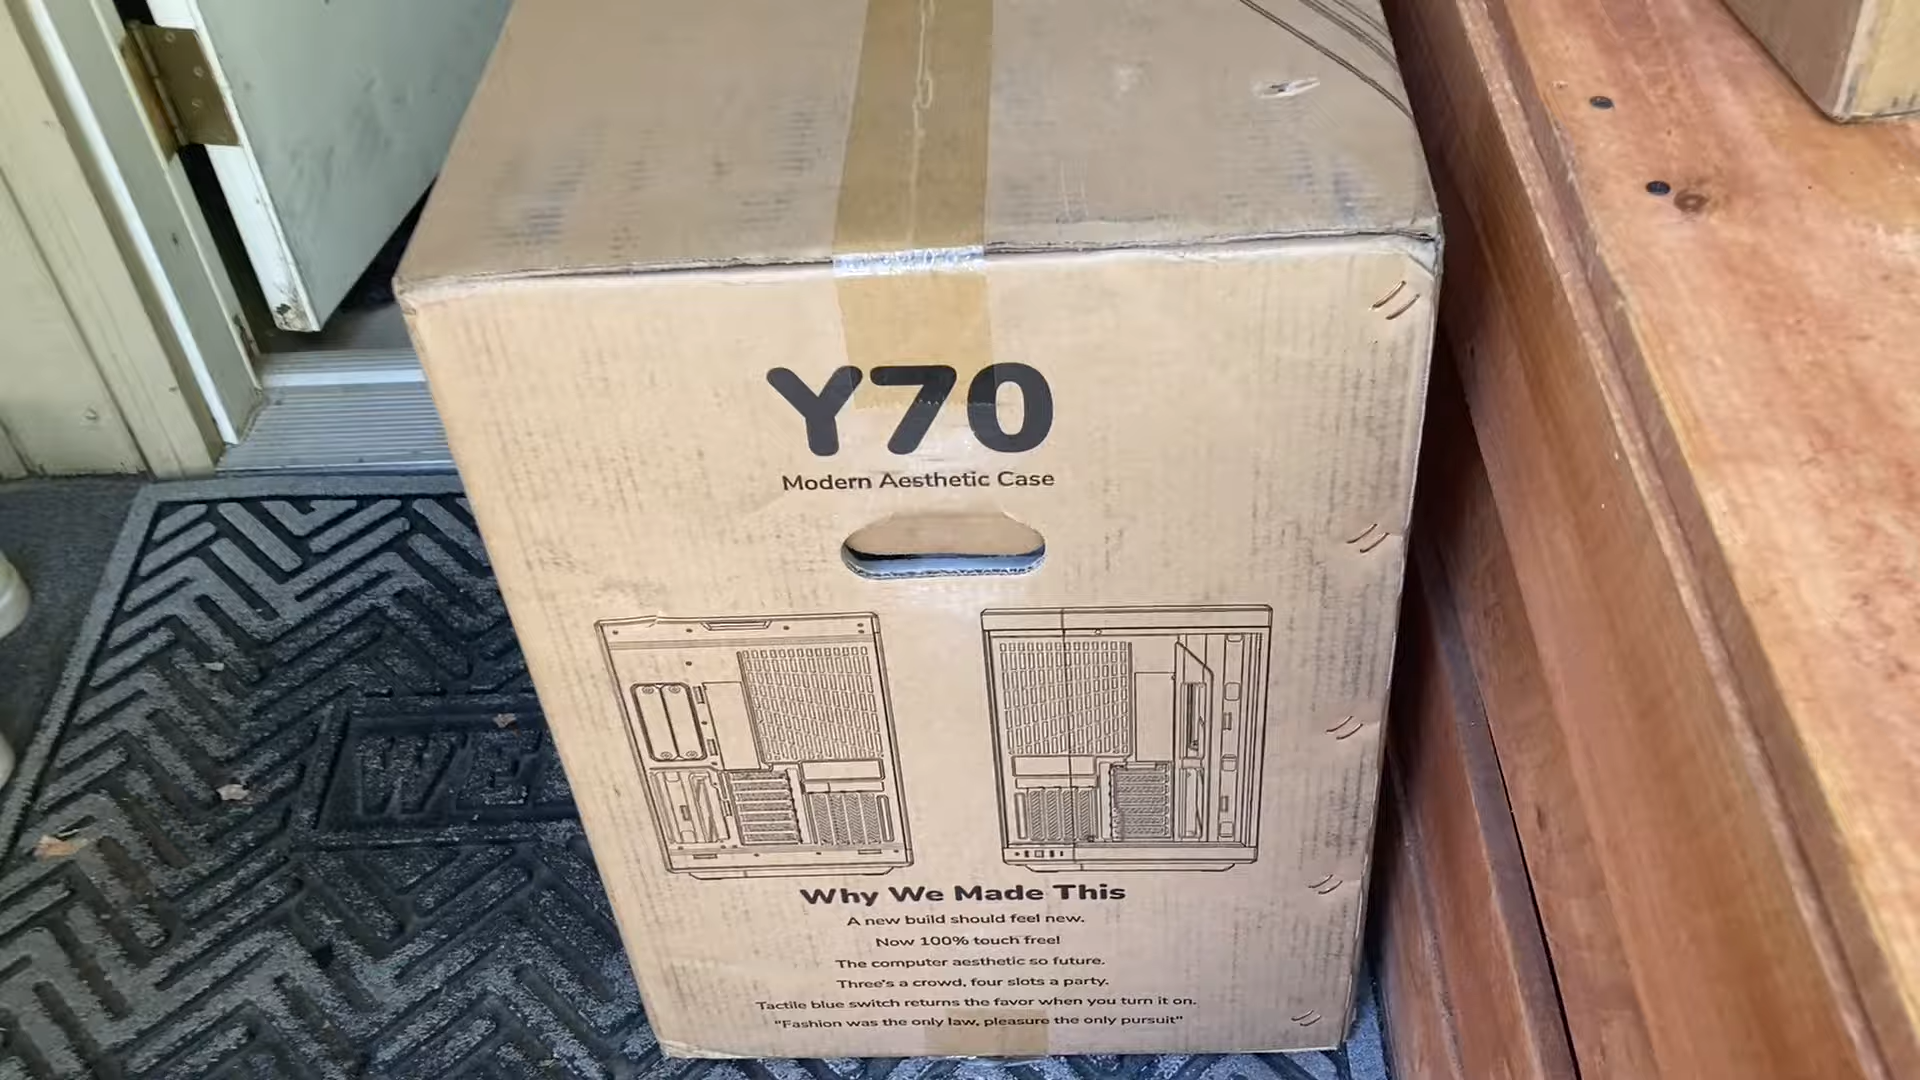 Y70
Modern Aesthetic Case
WE
Why We Made This
A new build should feel new.
Now 100% touch free!
The computer aesthetic so future.
Three's a crowd, four slots a party.
Tactile blue switch returns the favor when you turn it on.
"Fashion was the only law, pleasure the only pursuit"